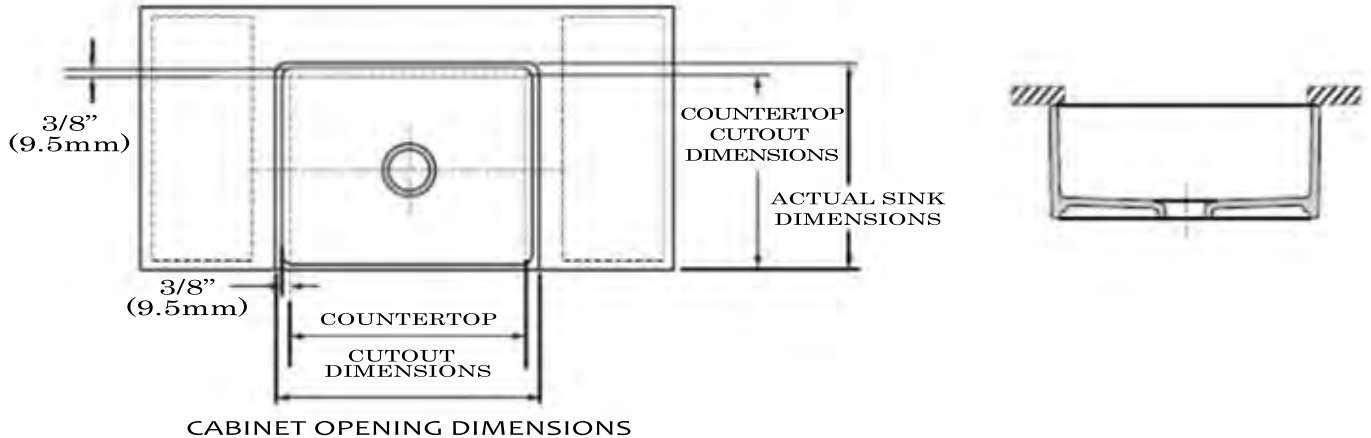 3/8”
(9.5mm)
COUNTERTOP
CUTOUT
DIMENSIONS
ACTUAL SINK
DIMENSIONS
3/8”
(9.5mm)
COUNTERTOP
CUTOUT
DIMENSIONS
CABINET OPENING DIMENSIONS